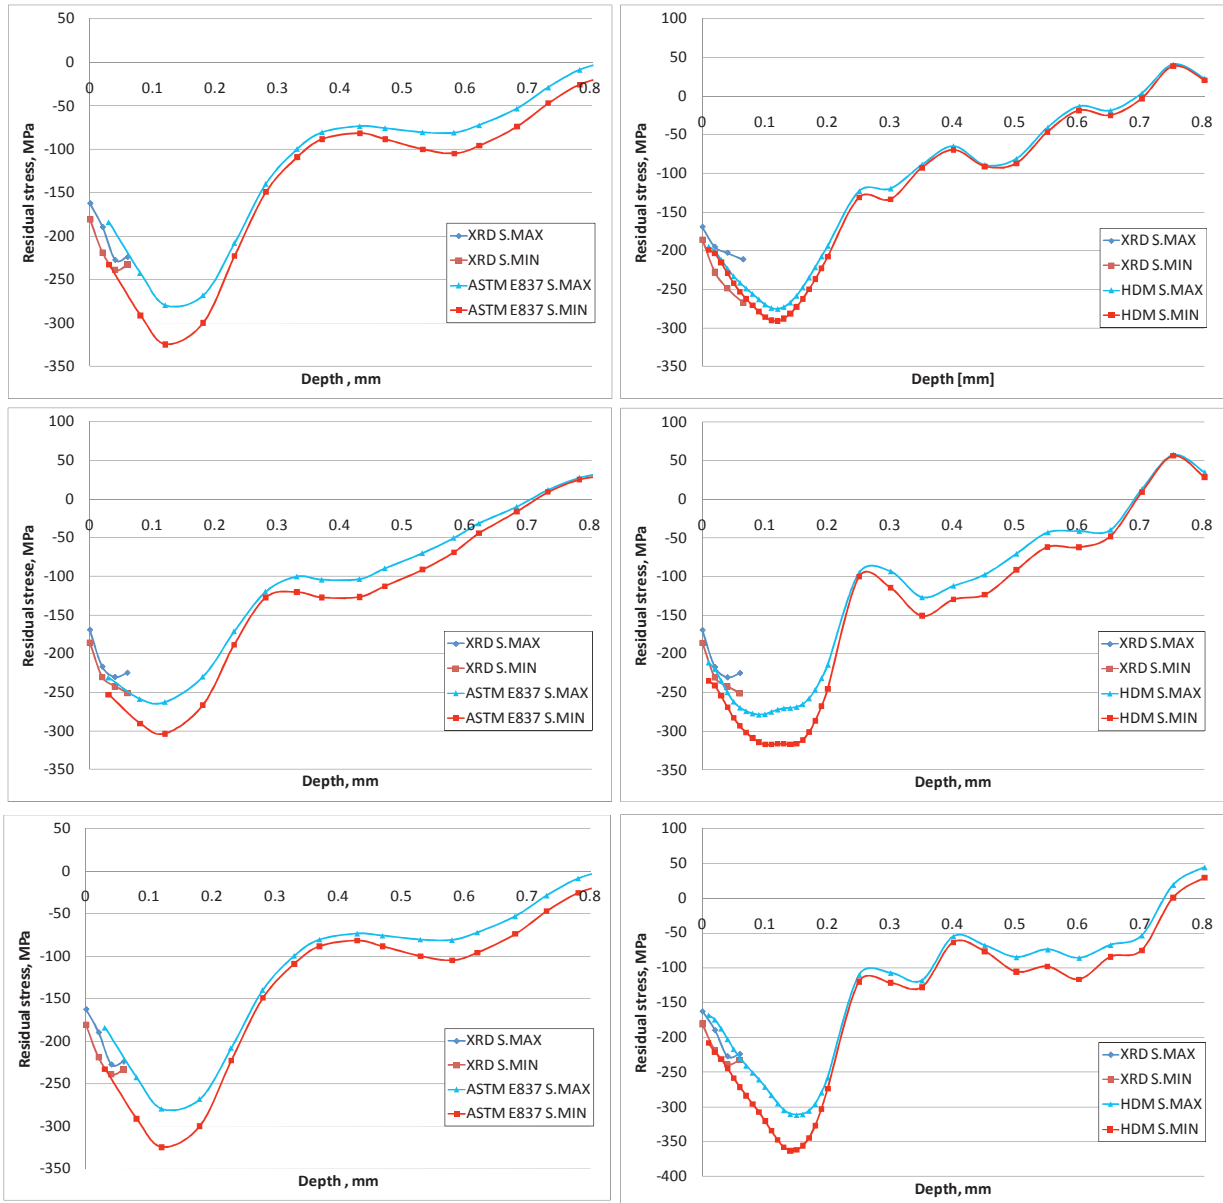 50
0
-50
-100
-150
-200
-250
-300
-350
0 0.1 0.2 0.3 0.4 0.5 0.6 0.7 0.8
Residual stress, MPa
Depth , mm
XRD S.MAX
XRD S.MIN
ASTM E837 S.MAX
ASTM E837 S.MIN
100
50
0
-50
-100
-150
-200
-250
-300
-350
0 0.1 0.2 0.3 0.4 0.5 0.6 0.7 0.8
Residual stress, MPa
Depth [mm]
XRD S.MAX
XRD S.MIN
HDM S.MAX
HDM S.MIN
100
50
0
-50
-100
-150
-200
-250
-300
-350
0 0.1 0.2 0.3 0.4 0.5 0.6 0.7 0.8
Residual strese, MPa
Depth, mm
XRD S.MAX
XRD S.MIN
ASTM E837 S.MAX
ASTM E837 S.MIN
100
50
0
-50
-100
-150
-200
-250
-300
-350
0 0.1 0.2 0.3 0.4 0.5 0.6 0.7 0.8
Residual stress, MPa
Depth, mm
XRD S.MAX
XRD S.MIN
HDM S.MAX
HDM S.MIN
50
0
-50
-100
-150
-200
-250
-300
-350
0 0.1 0.2 0.3 0.4 0.5 0.6 0.7 0.8
Residual stress, MPa
Depth, mm
XRD S.MAX
XRD S.MIN
ASTM E837 S.MAX
ASTM E837 S.MIN
100
50
0
-50
-100
-150
-200
-250
-300
-350
-400
0 0.1 0.2 0.3 0.4 0.5 0.6 0.7 0.8
Residual stress, MPa
Depth, mm
XRD S.MAX
XRD S.MIN
HDM S.MAX
HDM S.MIN